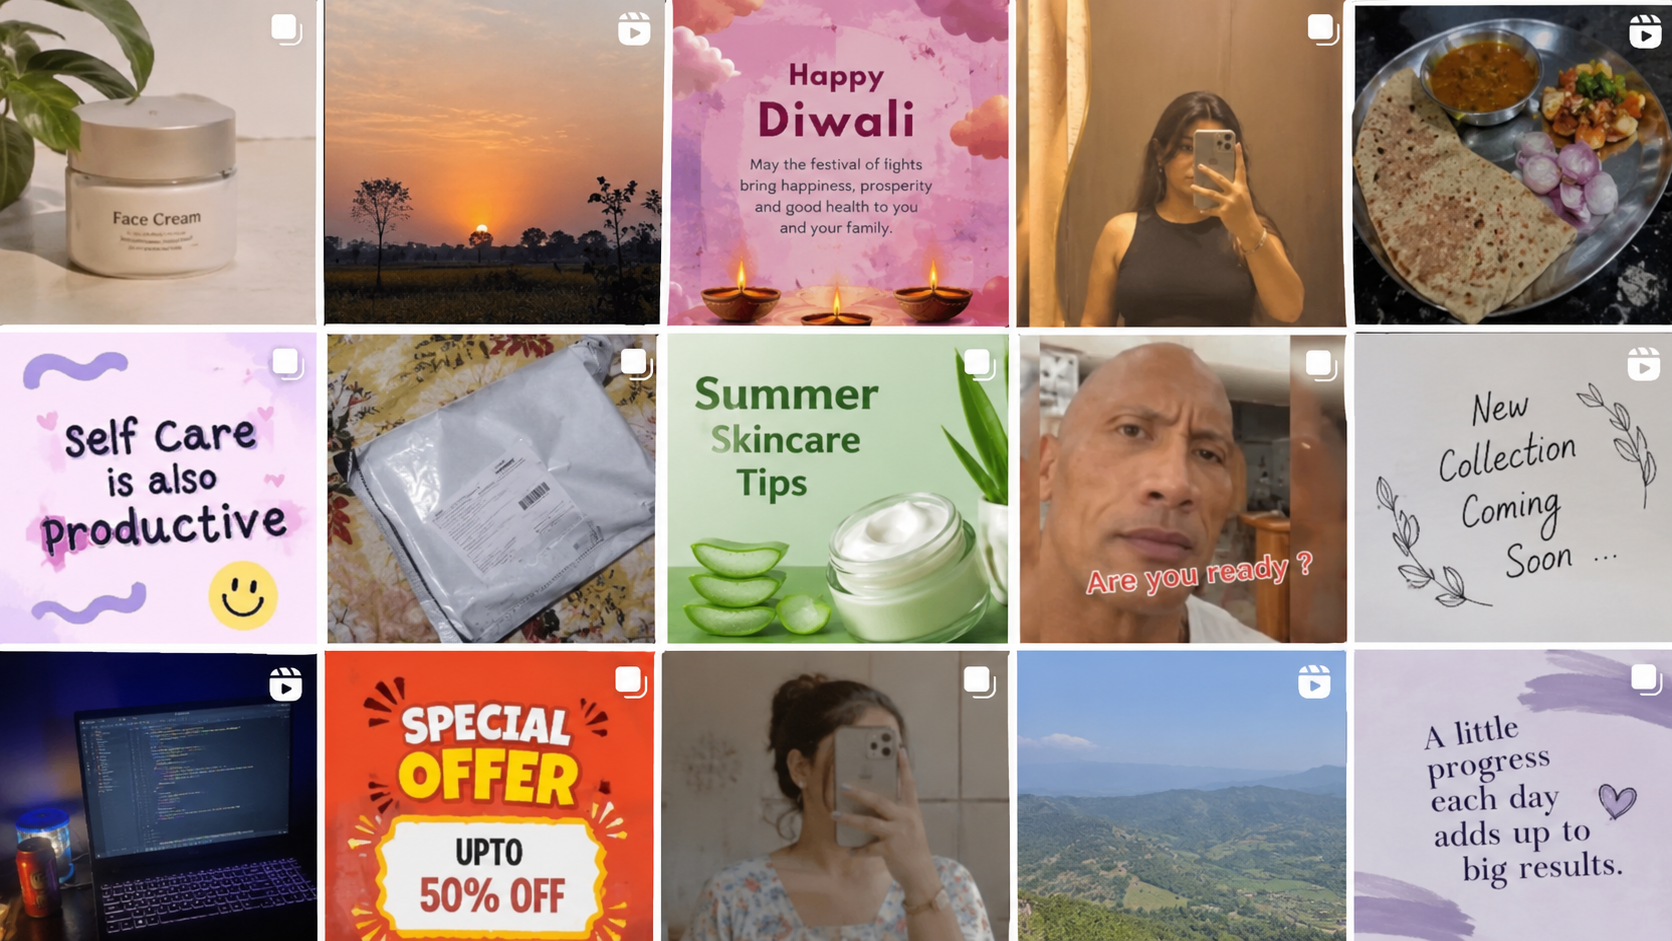 Face Cream
Happy
Diwali
May the festival of fights
bring happiness, prosperity
and good health to you
and your family.
Self Care
is also
Productive
Summer
Skincare
Tips
Are you ready ?
New
Collection
Coming
Soon ...
SPECIAL
OFFER
UPTO
50% OFF
A little
progress
each day
adds up to
big results.